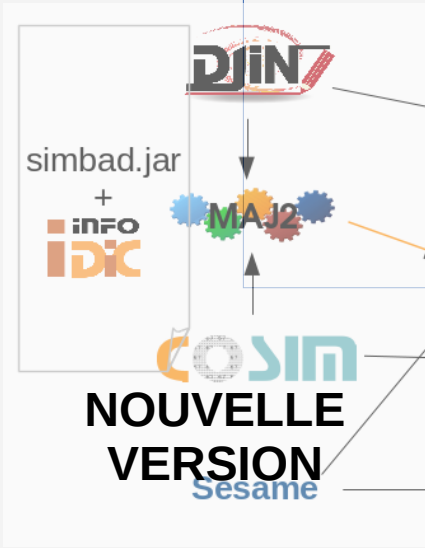 DJiN
simbad.jar
+
iNFO
iDiC
MAJ2
COSIM
NOUVELLE
VERSION
Sesame